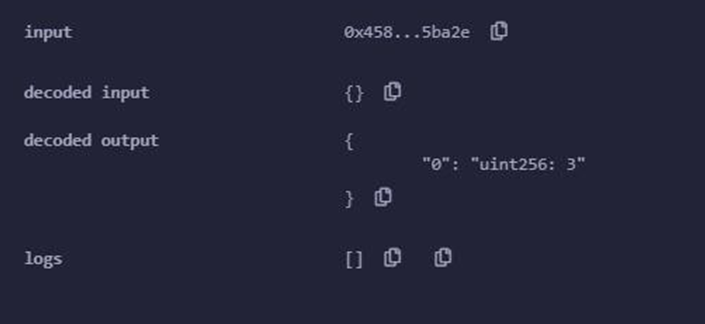 input 0x458...5ba2e
decoded input {}
decoded output {
"0": "uint256: 3"
}
logs []